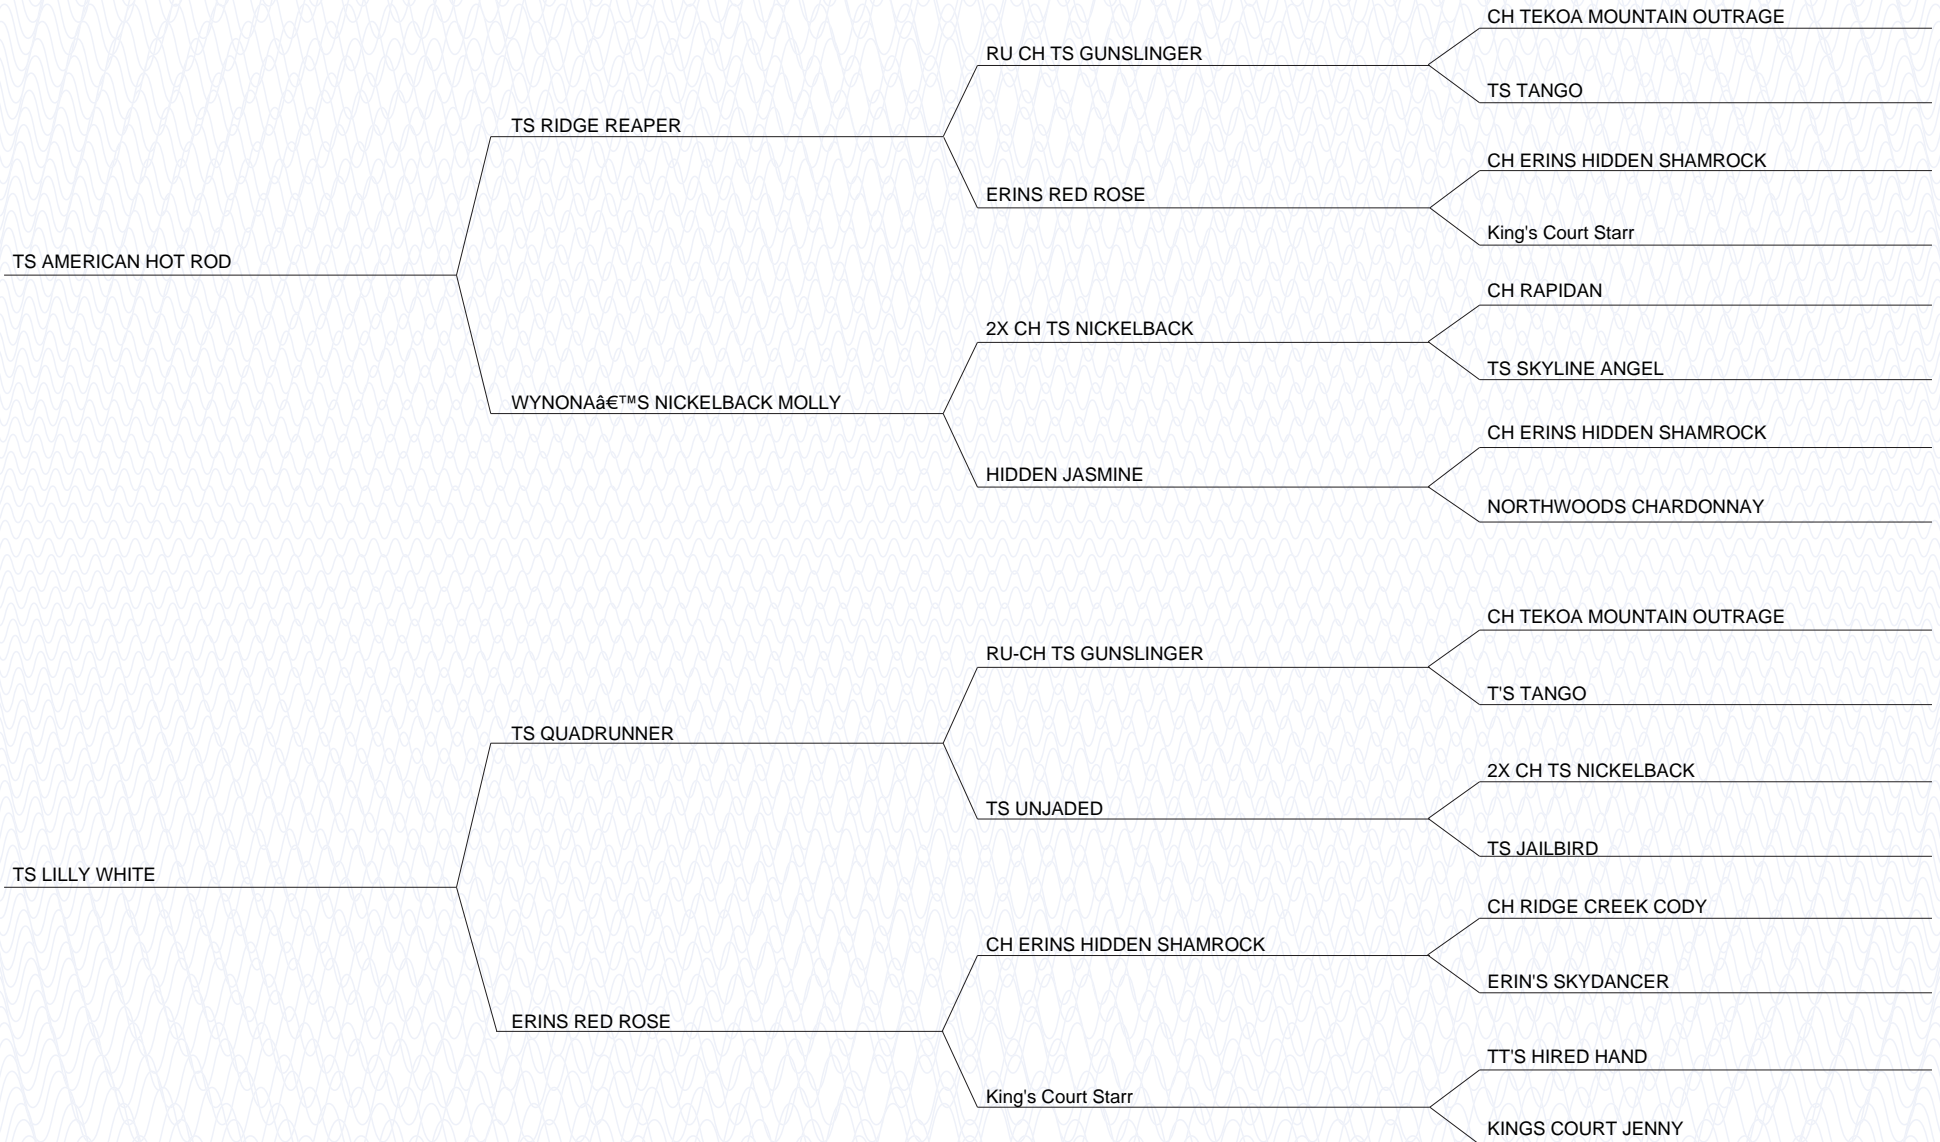 CH TEKOA MOUNTAIN OUTRAGE
RU CH TS GUNSLINGER
TS TANGO
TS RIDGE REAPER
CH ERINS HIDDEN SHAMROCK
ERINS RED ROSE
King's Court Starr
TS AMERICAN HOT ROD
CH RAPIDAN
2X CH TS NICKELBACK
TS SKYLINE ANGEL
WYNONAâ€™S NICKELBACK MOLLY
CH ERINS HIDDEN SHAMROCK
HIDDEN JASMINE
NORTHWOODS CHARDONNAY
CH TEKOA MOUNTAIN OUTRAGE
RU-CH TS GUNSLINGER
T'S TANGO
TS QUADRUNNER
2X CH TS NICKELBACK
TS UNJADED
TS JAILBIRD
TS LILLY WHITE
CH RIDGE CREEK CODY
CH ERINS HIDDEN SHAMROCK
ERIN'S SKYDANCER
ERINS RED ROSE
TT'S HIRED HAND
King's Court Starr
KINGS COURT JENNY